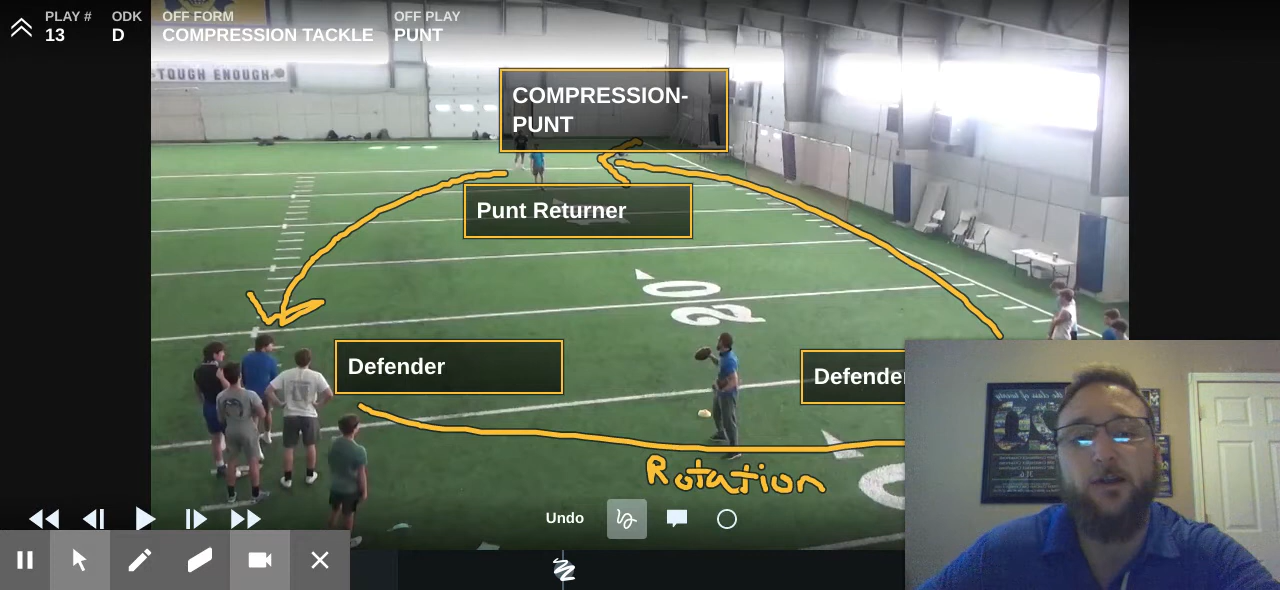 PLAY # ODK OFF FORM OFF PLAY
13 D COMPRESSION TACKLE PUNT
TOUGH ENOUGH
COMPRESSION-
PUNT
Punt Returner
20
Defender
Defender
Rotation
Undo